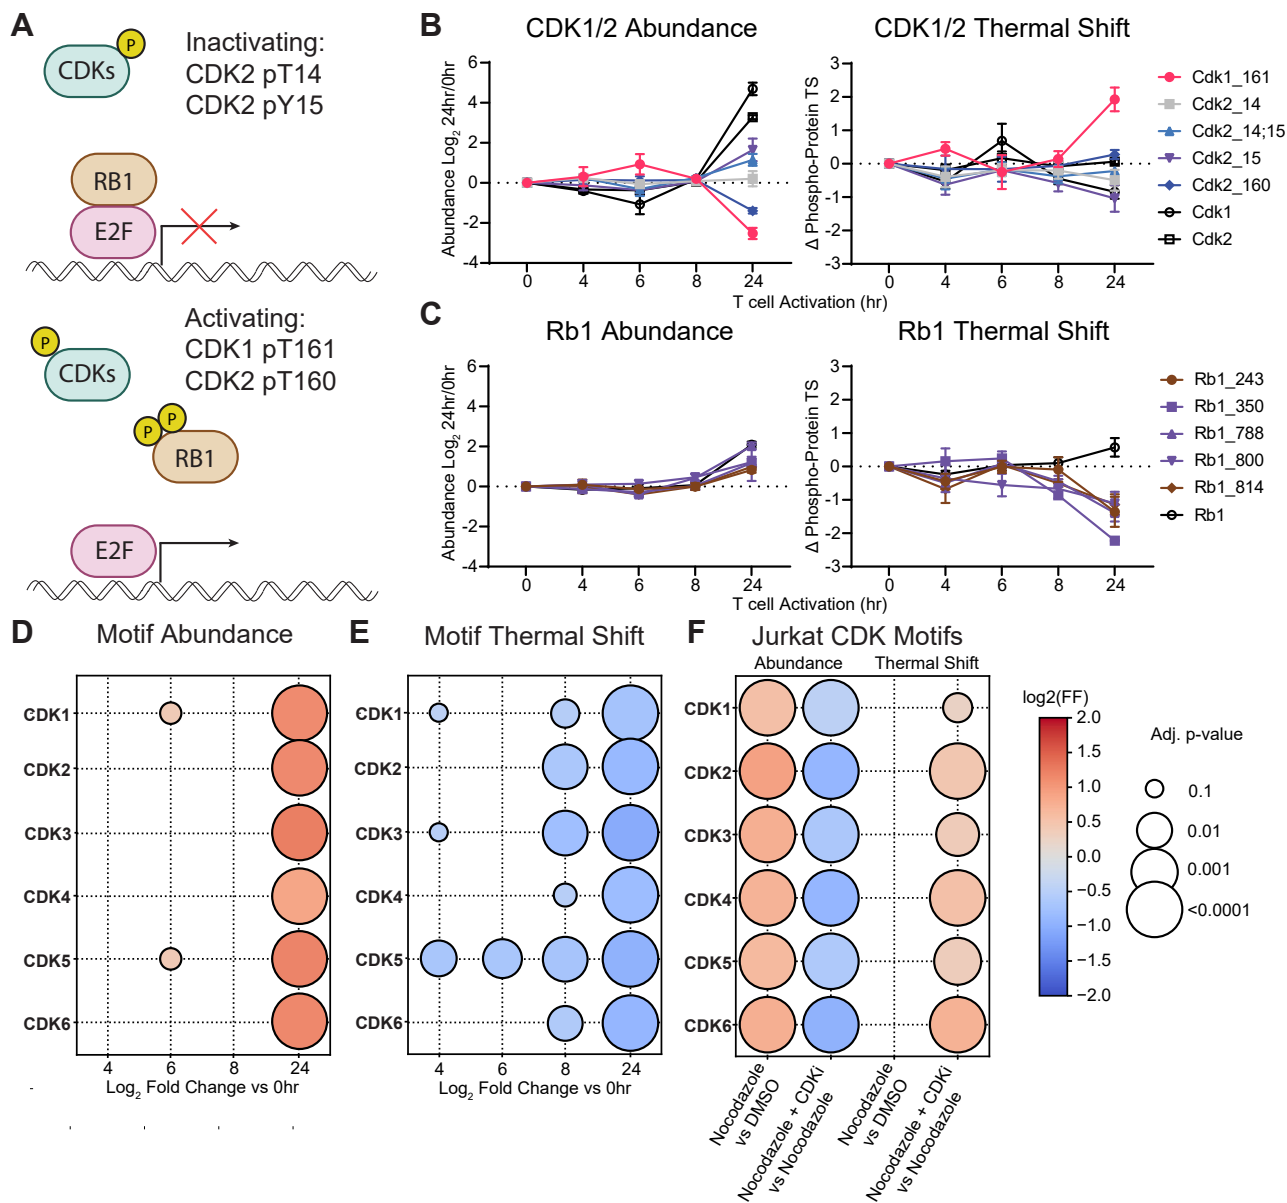 A
P
CDKs
Inactivating:
CDK2 pT14
CDK2 pY15
RB1
E2F
P
CDKs
Activating:
CDK1 pT161
CDK2 pT160
P
P
RB1
E2F
B
CDK1/2 Abundance
Abundance Log2 24hr/0hr
6
4
2
0
-2
-4
0
4
6
8
24
CDK1/2 Thermal Shift
Δ Phospho-Protein TS
3
2
1
0
-1
-2
-3
0
4
6
8
24
T cell Activation (hr)
Cdk1_161
Cdk2_14
Cdk2_14;15
Cdk2_15
Cdk2_160
Cdk1
Cdk2
C
Rb1 Abundance
Abundance Log2 24hr/0hr
6
4
2
0
-2
-4
0
4
6
8
24
Rb1 Thermal Shift
Δ Phospho-Protein TS
3
2
1
0
-1
-2
-3
0
4
6
8
24
T cell Activation (hr)
Rb1_243
Rb1_350
Rb1_788
Rb1_800
Rb1_814
Rb1
D
Motif Abundance
CDK1
CDK2
CDK3
CDK4
CDK5
CDK6
4
6
8
24
Log2 Fold Change vs 0hr
E
Motif Thermal Shift
CDK1
CDK2
CDK3
CDK4
CDK5
CDK6
4
6
8
24
Log2 Fold Change vs 0hr
F
Jurkat CDK Motifs
Abundance
Thermal Shift
CDK1
CDK2
CDK3
CDK4
CDK5
CDK6
Nocodazole
vs DMSO
Nocodazole + CDKi
vs Nocodazole
Nocodazole
vs DMSO
Nocodazole + CDKi
vs Nocodazole
log2(FF)
2.0
1.5
1.0
0.5
0.0
−0.5
−1.0
−1.5
−2.0
Adj. p-value
0.1
0.01
0.001
<0.0001